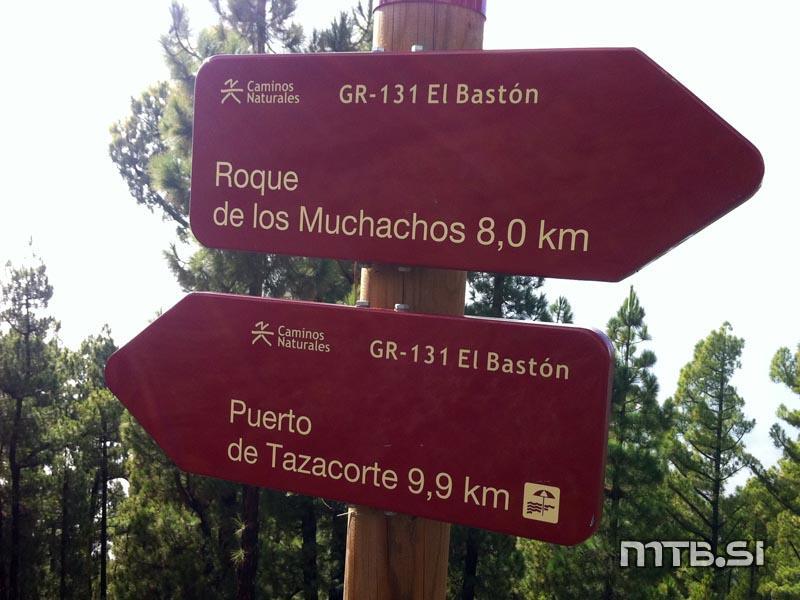 Caminos
Naturales
GR-131 El Bastón
Roque
de los Muchachos 8,0 km
Caminos
Naturales
GR-131 El Bastón
Puerto
de Tazacorte 9,9 km
MTB.SI